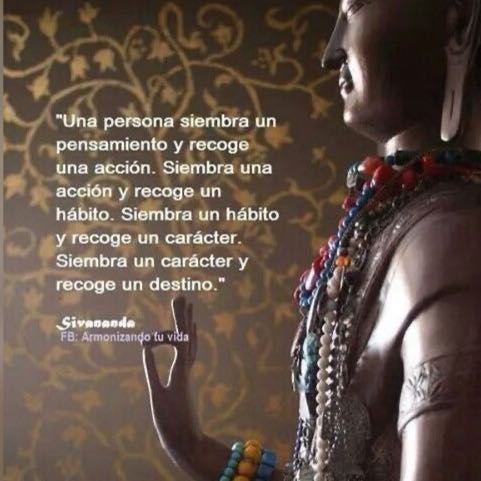 "Una persona siembra un
pensamiento y recoge
una acción. Siembra una
acción y recoge un
hábito. Siembra un hábito
y recoge un carácter.
Siembra un carácter y
recoge un destino."
Sivananda
FB: Armonizando tu vida